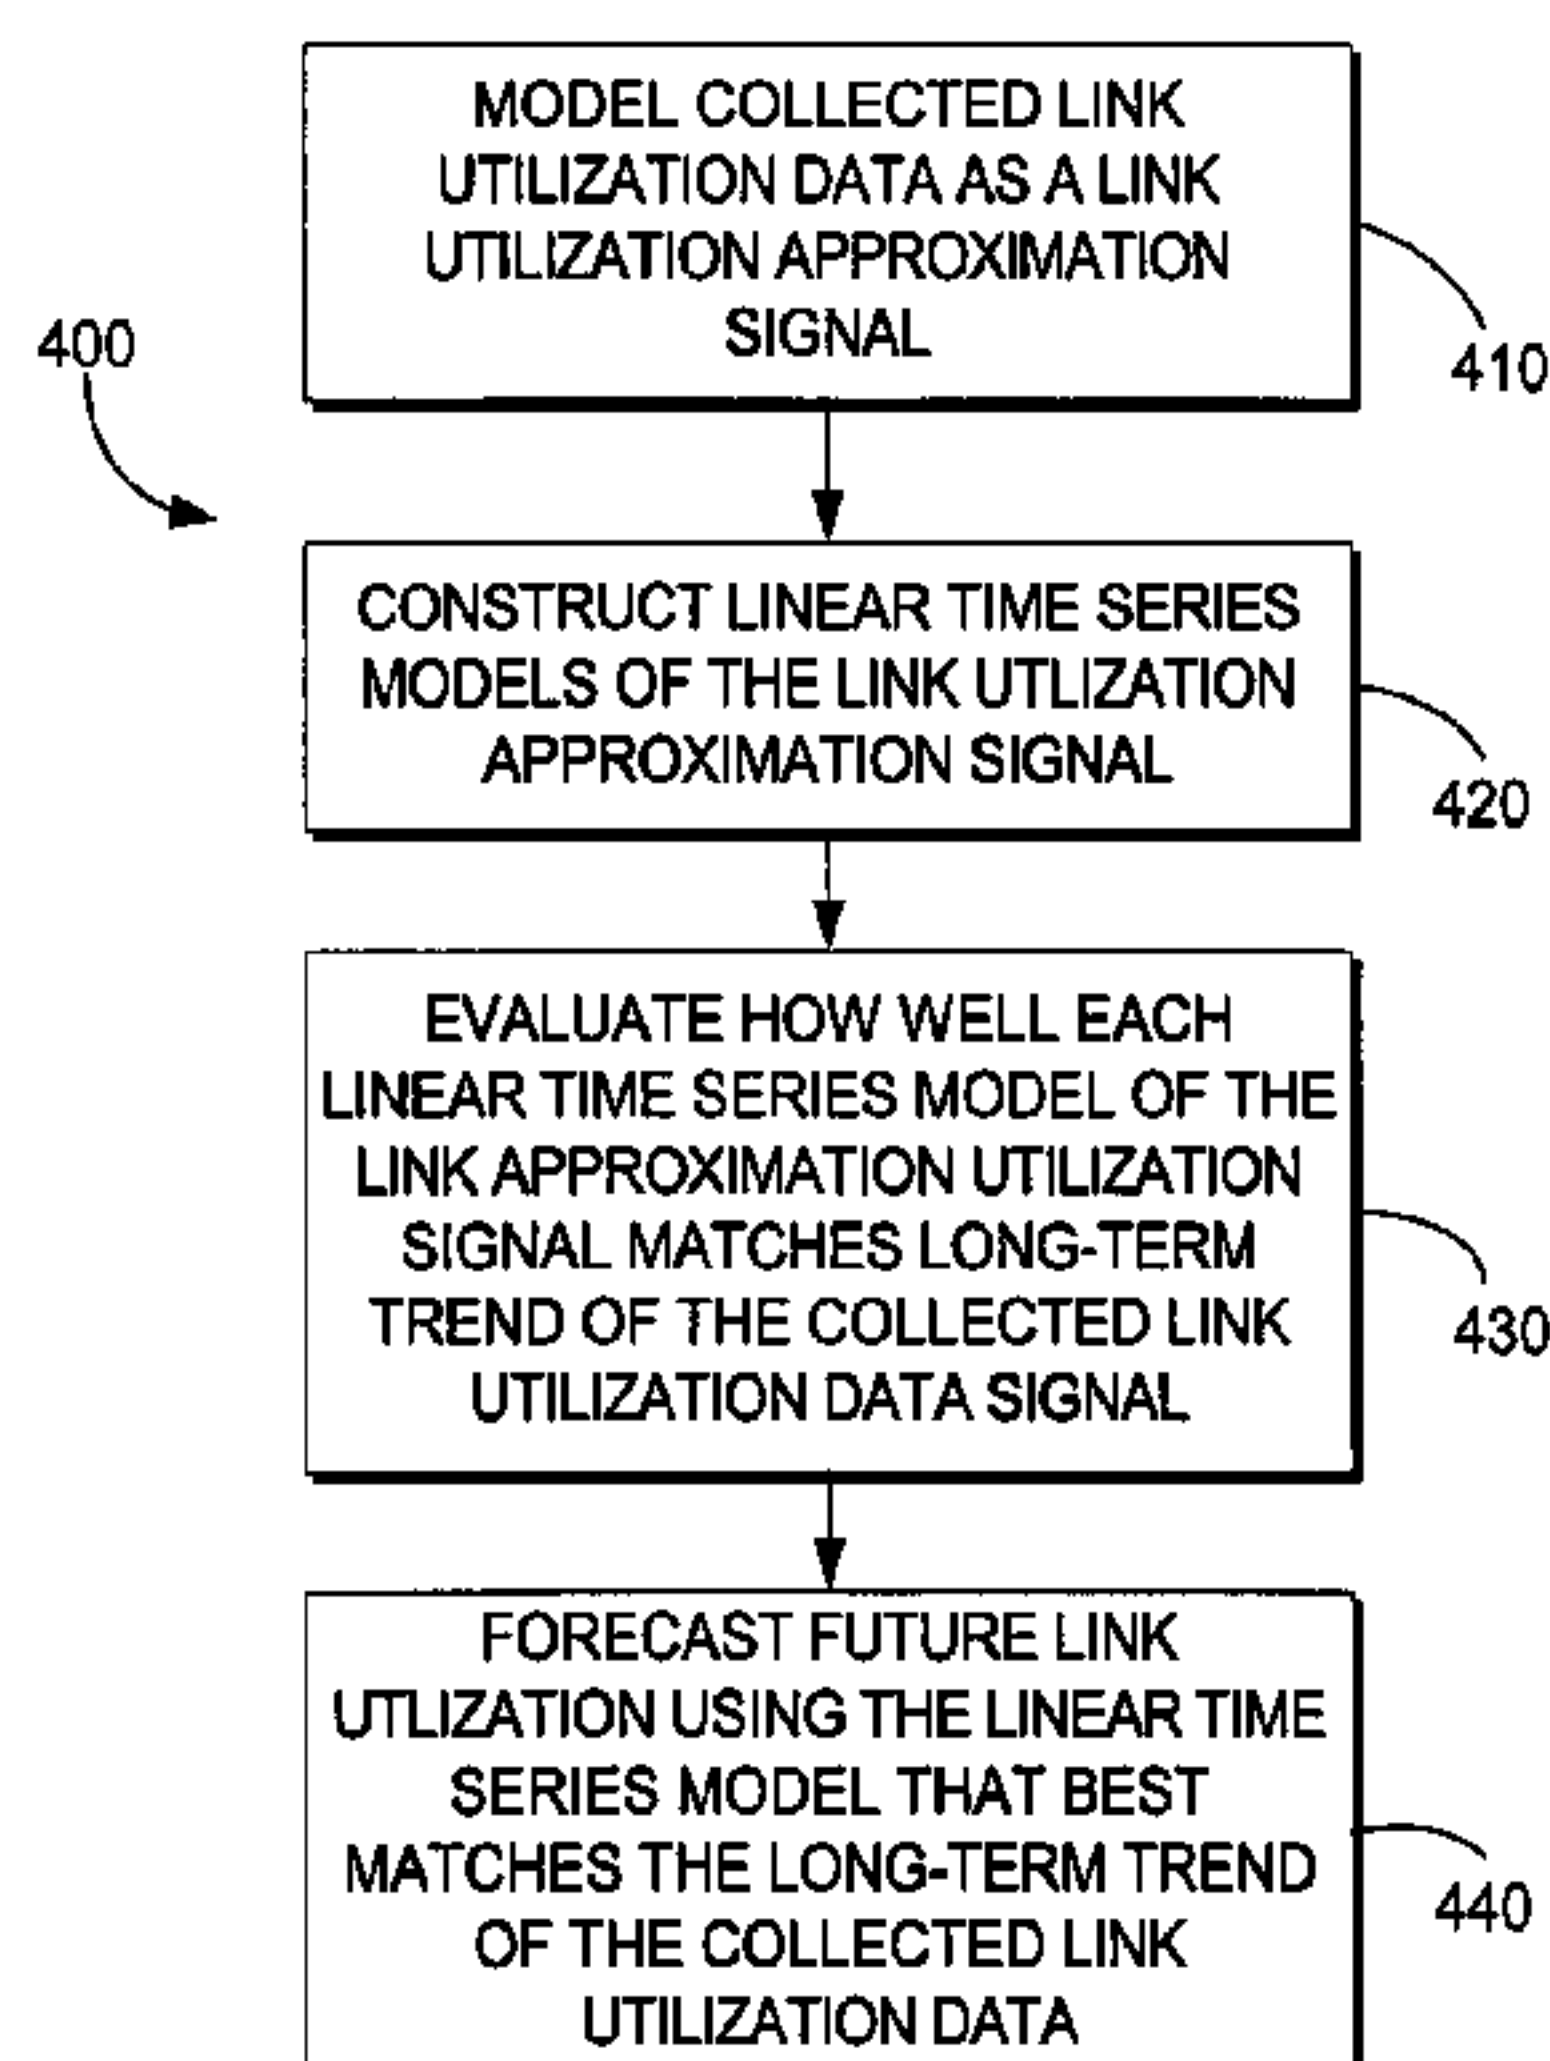 MODEL COLLECTED LINK
UTILIZATION DATA AS A LINK
UTILIZATION APPROXIMATION
SIGNAL
400
410
CONSTRUCT LINEAR TIME SERIES
MODELS OF THE LINK UTLIZATION
APPROXIMATION SIGNAL
420
EVALUATE HOW WELL EACH
LINEAR TIME SERIES MODEL OF THE
LINK APPROXIMATION UTILIZATION
SIGNAL MATCHES LONG-TERM
TREND OF THE COLLECTED LINK
UTILIZATION DATA SIGNAL
430
FORECAST FUTURE LINK
UTLIZATION USING THE LINEAR TIME
SERIES MODEL THAT BEST
MATCHES THE LONG-TERM TREND
OF THE COLLECTED LINK
UTILIZATION DATA
440